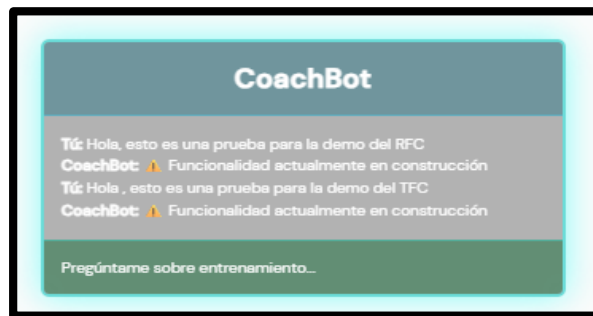 CoachBot
Tú: Hola, esto es una prueba para la demo del RFC
CoachBot: ⚠️ Funcionalidad actualmente en construcción
Tú: Hola , esto es una prueba para la demo del TFC
CoachBot: ⚠️ Funcionalidad actualmente en construcción
Pregúntame sobre entrenamiento...